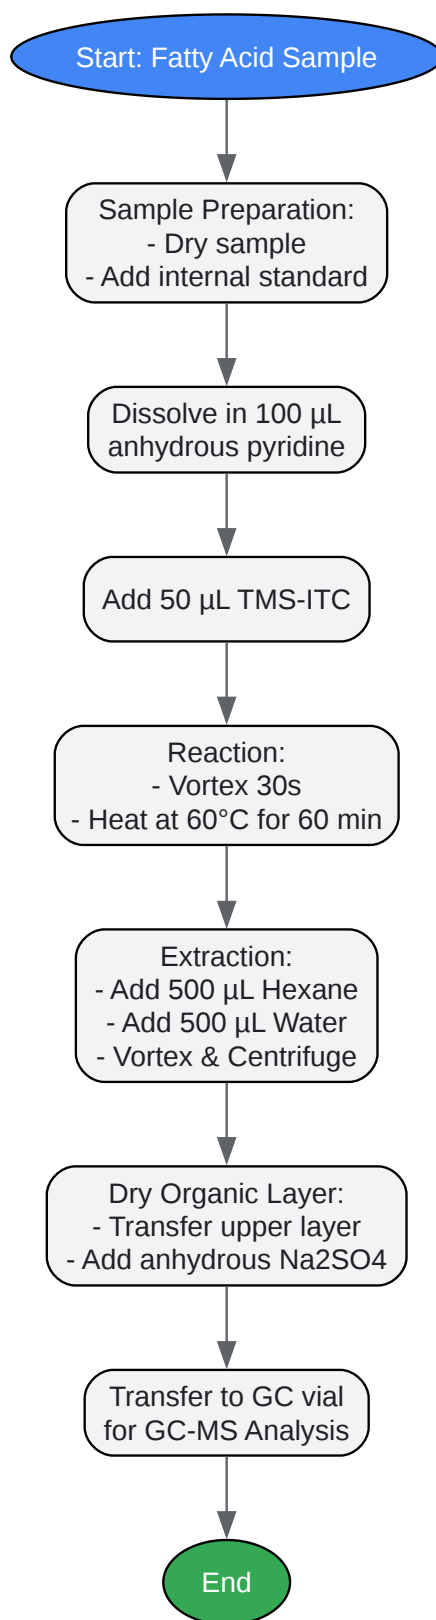 Start: Fatty Acid Sample
Sample Preparation:
- Dry sample
- Add internal standard
Dissolve in 100 µL
anhydrous pyridine
Add 50 µL TMS-ITC
Reaction:
- Vortex 30s
- Heat at 60°C for 60 min
Extraction:
- Add 500 µL Hexane
- Add 500 µL Water
- Vortex & Centrifuge
Dry Organic Layer:
- Transfer upper layer
- Add anhydrous Na2SO4
Transfer to GC vial
for GC-MS Analysis
End